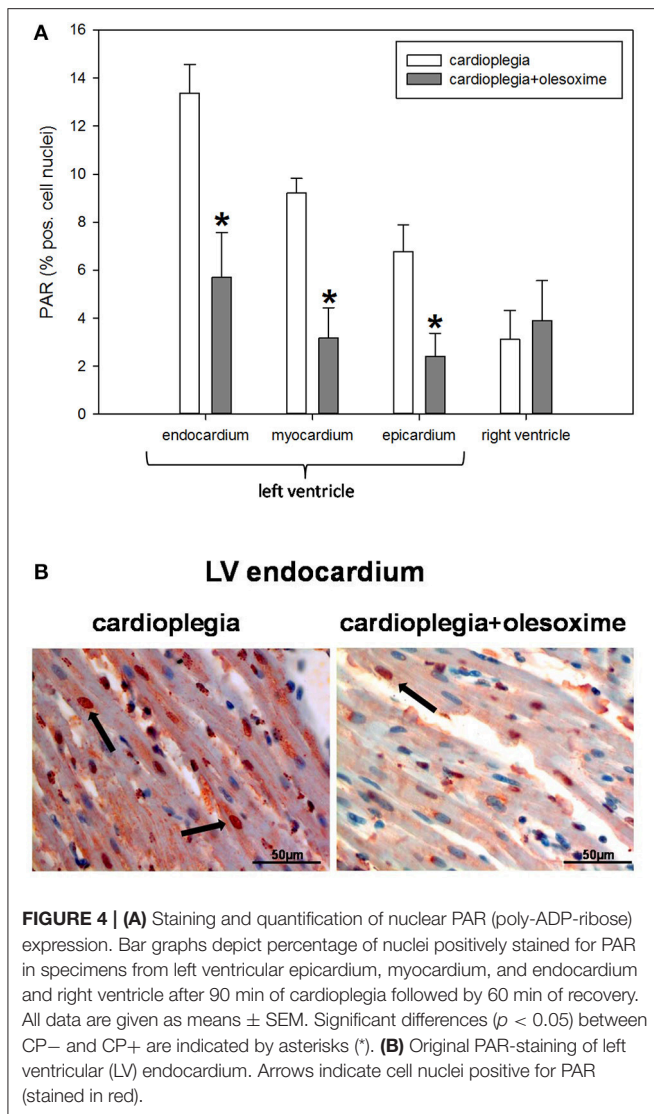 A
16
14
12
10
8
6
4
2
0
PAR (% pos. cell nuclei)
cardioplegia
cardioplegia+olesoxime
*
*
*
endocardium myocardium epicardium right ventricle
left ventricle
B
LV endocardium
cardioplegia cardioplegia+olesoxime
50µm 50µm
FIGURE 4 | (A) Staining and quantification of nuclear PAR (poly-ADP-ribose)
expression. Bar graphs depict percentage of nuclei positively stained for PAR
in specimens from left ventricular epicardium, myocardium, and endocardium
and right ventricle after 90 min of cardioplegia followed by 60 min of recovery.
All data are given as means ± SEM. Significant differences (p < 0.05) between
CP− and CP+ are indicated by asterisks (*). (B) Original PAR-staining of left
ventricular (LV) endocardium. Arrows indicate cell nuclei positive for PAR
(stained in red).